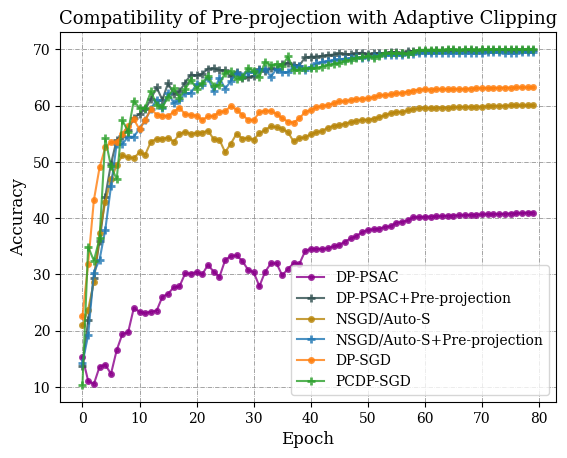 Compatibility of Pre-projection with Adaptive Clipping
Accuracy
70
60
50
40
30
20
10
DP-PSAC
DP-PSAC+Pre-projection
NSGD/Auto-S
NSGD/Auto-S+Pre-projection
DP-SGD
PCDP-SGD
0 10 20 30 40 50 60 70 80
Epoch